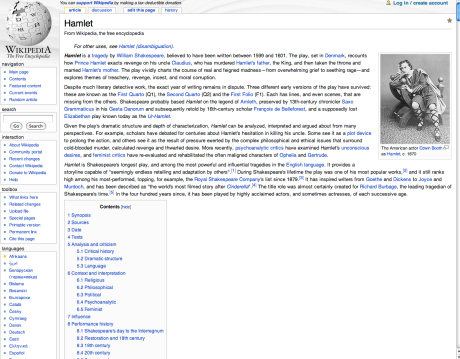 You can support Wikipedia by making a tax-deductible donation.
Log in / create account
article discussion edit this page history
WIKIPEDIA
The Free Encyclopedia
navigation
Main page
Contents
Featured content
Current events
Random article
search
Go Search
interaction
About Wikipedia
Community portal
Recent changes
Contact Wikipedia
Donate to Wikipedia
Help
toolbox
What links here
Related changes
Upload file
Special pages
Printable version
Permanent link
Cite this page
languages
Afrikaans
Беларуская
Belarus
Bosanski
Български
Català
Cymraeg
Dansk
Deutsch
Eesti
Ελληνικά
Español
Hamlet
From Wikipedia, the free encyclopedia
For other uses, see Hamlet (disambiguation).
Hamlet is a tragedy by William Shakespeare, believed to have been written between 1599 and 1601. The play, set in Denmark, recounts
how Prince Hamlet exacts revenge on his uncle Claudius, who has murdered Hamlet's father, the King, and then taken the throne and
married Hamlet's mother. The play vividly charts the course of real and feigned madness—from overwhelming grief to seething rage—and
explores themes of treachery, revenge, incest, and moral corruption.
Despite much literary detective work, the exact year of writing remains in dispute. Three different early versions of the play have survived:
these are known as the First Quarto (Q1), the Second Quarto (Q2) and the First Folio (F1). Each has lines, and even scenes, that are
missing from the others. Shakespeare probably based Hamlet on the legend of Amleth, preserved by 13th-century chronicler Saxo
Grammaticus in his Gesta Danorum and subsequently retold by 16th-century scholar François de Belleforest, and a supposedly lost
Elizabethan play known today as the Ur-Hamlet.
Given the play's structure and depth of characterization, Hamlet can be analyzed, interpreted and argued about from many
perspectives. For example, scholars have debated for centuries about Hamlet's hesitation in killing his uncle. Some see it as a plot device
to prolong the action, and others see it as the result of pressure exerted by the complex philosophical and ethical issues that surround
cold-blooded murder, calculated revenge and thwarted desire. More recently, psychoanalytic critics have examined Hamlet's unconscious
desires, and feminist critics have re-evaluated and rehabilitated the often maligned characters of Ophelia and Gertrude.
Hamlet is Shakespeare's longest play, and among the most powerful and influential tragedies in the English language. It provides a
storyline capable of "seemingly endless retelling and adaptation by others".[1] During Shakespeare's lifetime the play was one of his most popular works,[2] and it still ranks
high among his most-performed, topping, for example, the Royal Shakespeare Company's list since 1879.[3] It has inspired writers from Goethe and Dickens to Joyce and
Murdoch, and has been described as "the world's most filmed story after Cinderella".[4] The title role was almost certainly created for Richard Burbage, the leading tragedian of
Shakespeare's time.[5] In the four hundred years since, it has been played by highly acclaimed actors, and sometimes actresses, of each successive age.
The American actor Edwin Booth
as Hamlet, c. 1870.
Contents [hide]
1 Synopsis
2 Sources
3 Date
4 Texts
5 Analysis and criticism
5.1 Critical history
5.2 Dramatic structure
5.3 Language
6 Context and interpretation
6.1 Religious
6.2 Philosophical
6.3 Political
6.4 Psychoanalytic
6.5 Feminist
7 Influence
8 Performance history
8.1 Shakespeare's day to the Interregnum
8.2 Restoration and 18th century
8.3 19th century
8.4 20th century